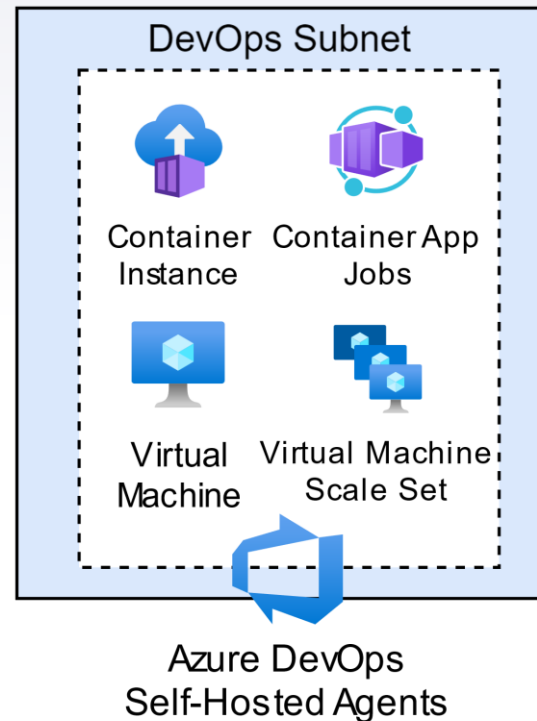 DevOps Subnet
Container
Instance
Container App
Jobs
Virtual
Machine
Virtual Machine
Scale Set
Azure DevOps
Self-Hosted Agents